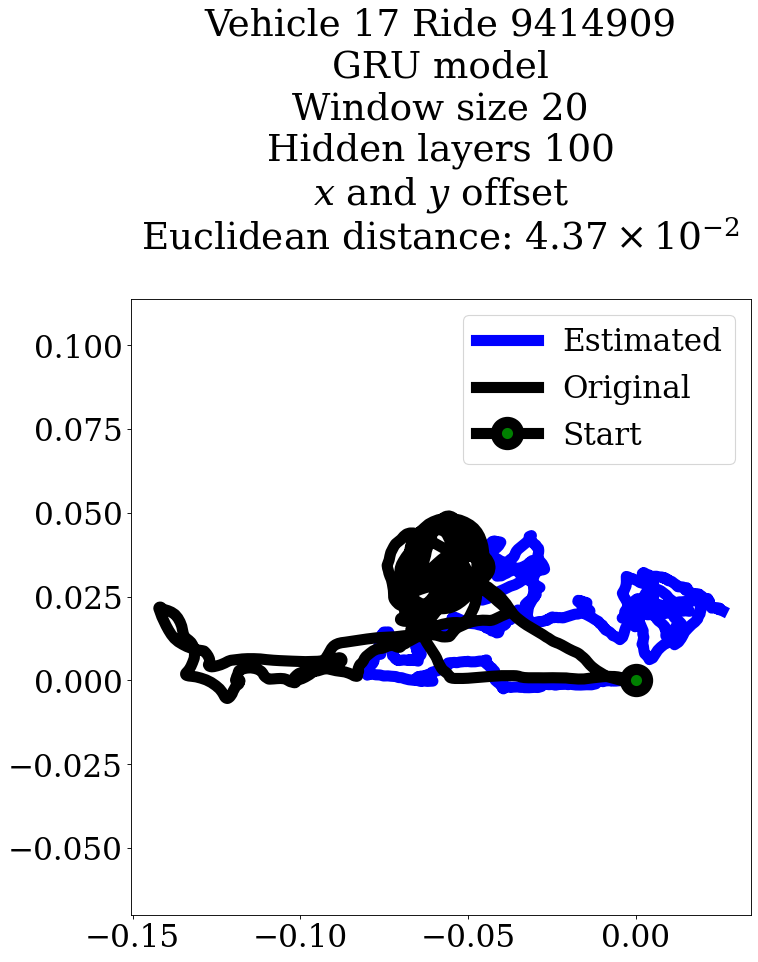 Vehicle 17 Ride 9414909
GRU model
Window size 20
Hidden layers 100
x and y offset
Euclidean distance: 4.37 × 10⁻²
Estimated
Original
Start
0.100
0.075
0.050
0.025
0.000
−0.025
−0.050
−0.15 −0.10 −0.05 0.00